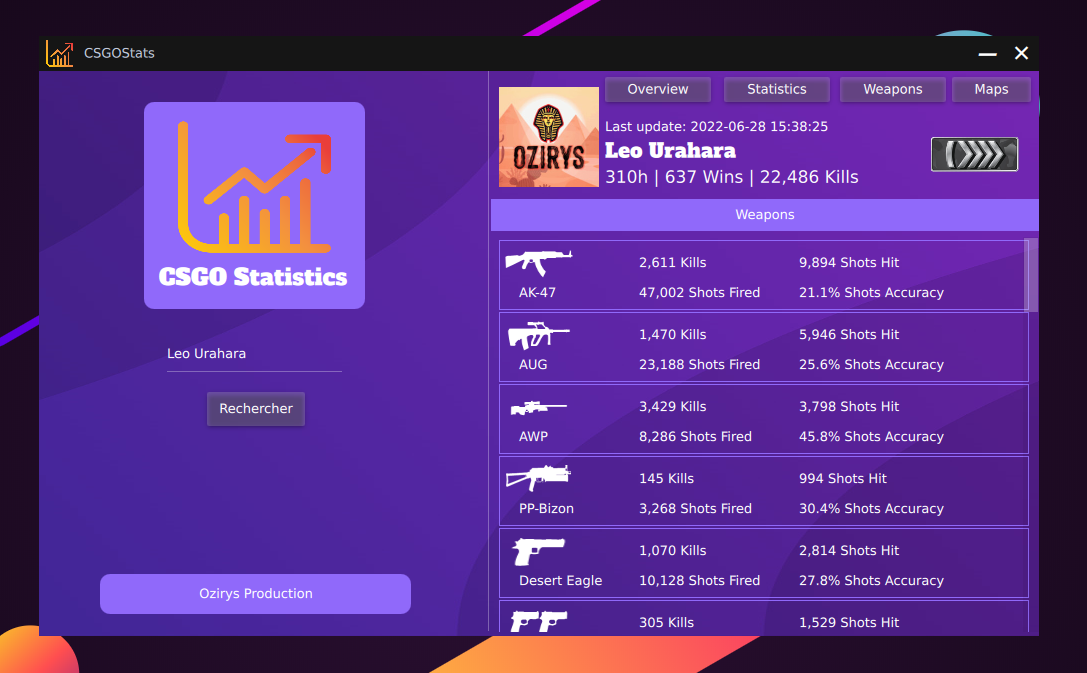 CSGOStats
CSGO Statistics
Leo Urahara
Rechercher
Ozirys Production
OZIRYS
Overview
Statistics
Weapons
Maps
Last update: 2022-06-28 15:38:25
Leo Urahara
310h | 637 Wins | 22,486 Kills
Weapons
2,611 Kills 9,894 Shots Hit
AK-47 47,002 Shots Fired 21.1% Shots Accuracy
1,470 Kills 5,946 Shots Hit
AUG 23,188 Shots Fired 25.6% Shots Accuracy
3,429 Kills 3,798 Shots Hit
AWP 8,286 Shots Fired 45.8% Shots Accuracy
145 Kills 994 Shots Hit
PP-Bizon 3,268 Shots Fired 30.4% Shots Accuracy
1,070 Kills 2,814 Shots Hit
Desert Eagle 10,128 Shots Fired 27.8% Shots Accuracy
305 Kills 1,529 Shots Hit